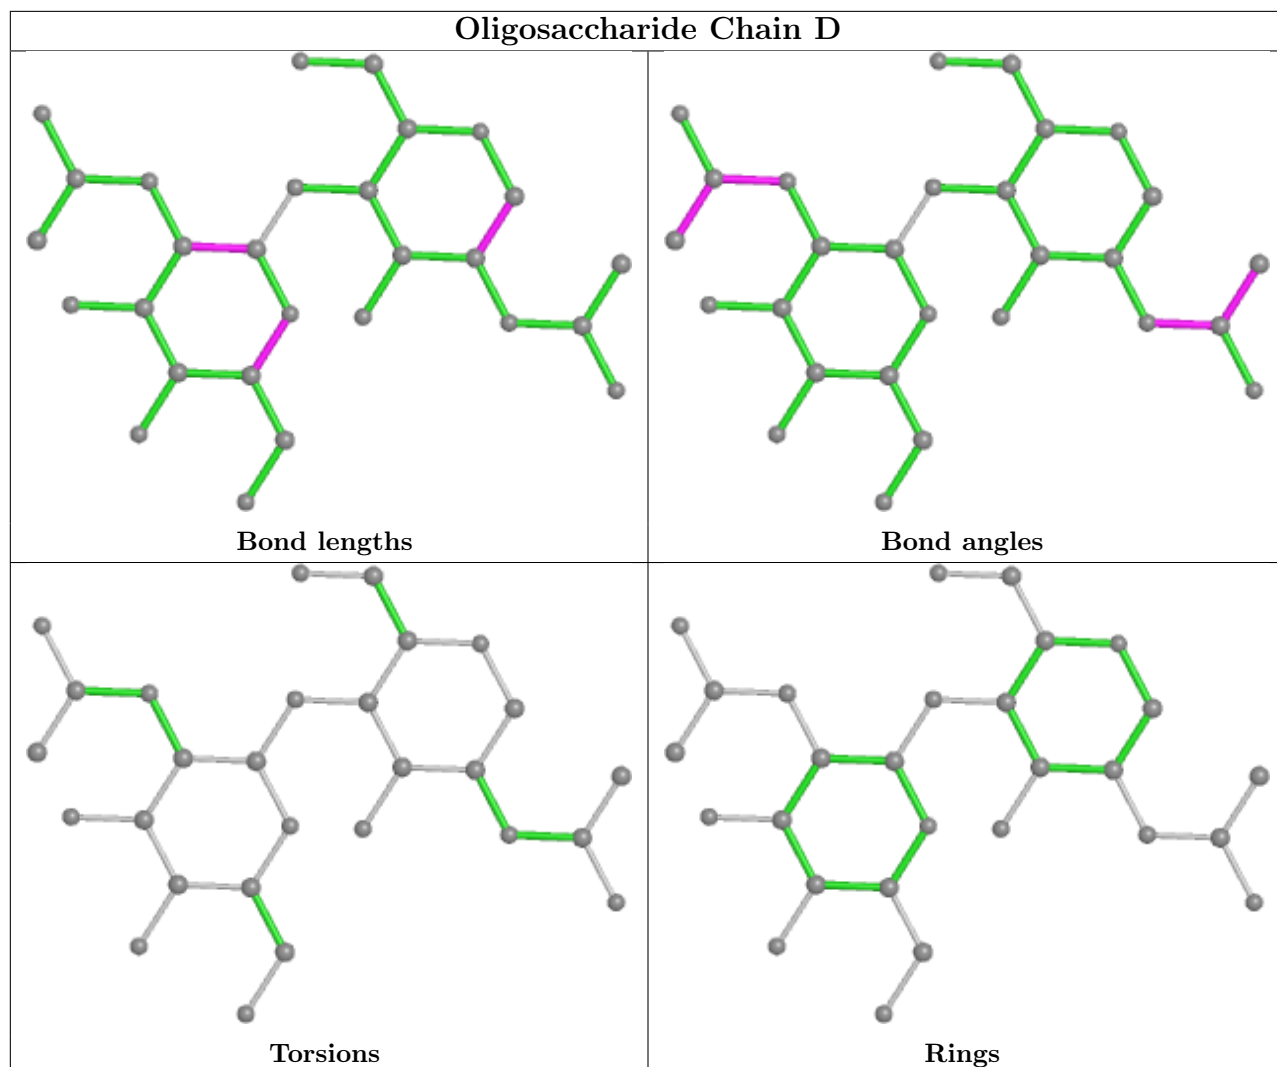 Oligosaccharide Chain D
Bond lengths
Bond angles
Torsions
Rings